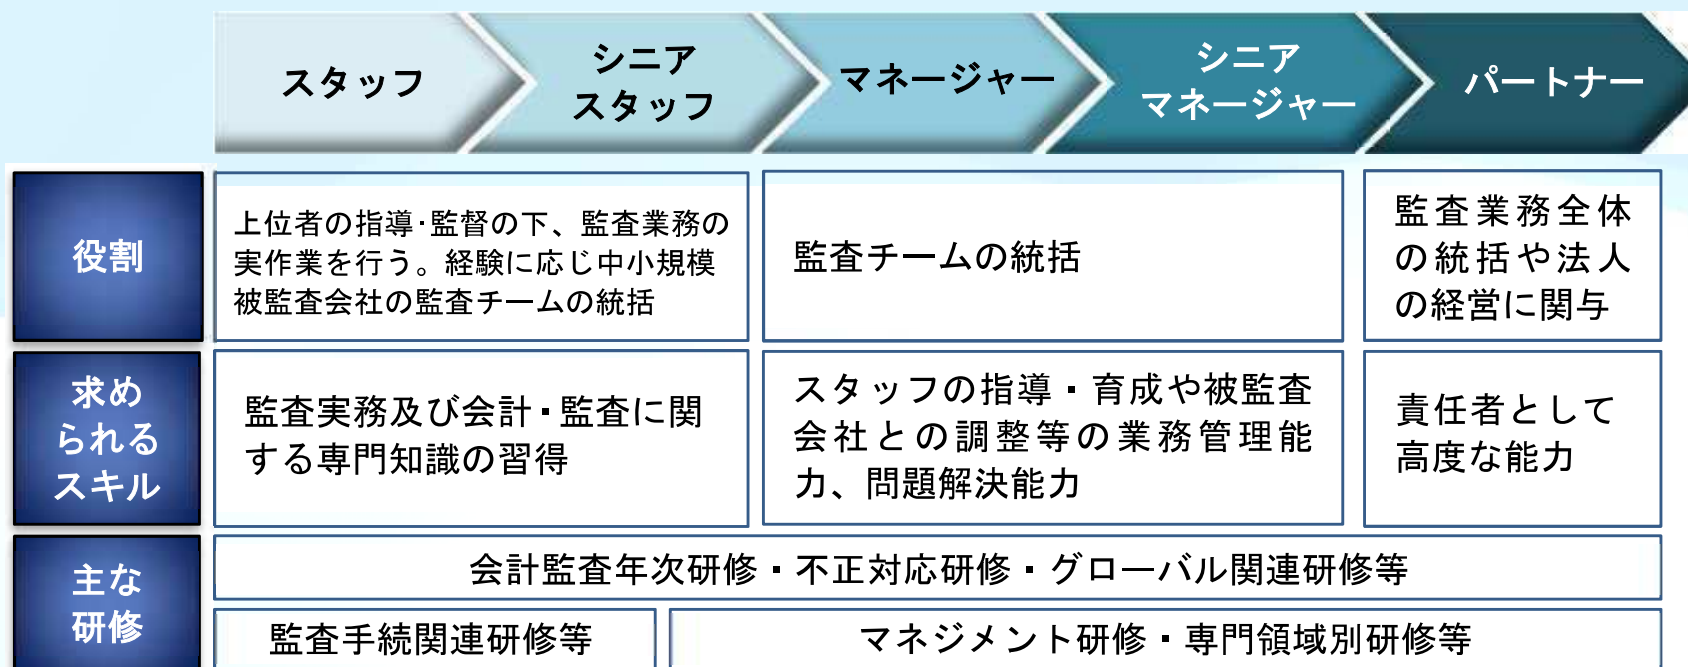 スタッフ
シニア
スタッフ
マネージャー
シニア
マネージャー
パートナー
役割
上位者の指導・監督の下、監査業務の
実作業を行う。経験に応じ中小規模
被監査会社の監査チームの統括
監査チームの統括
監査業務全体
の統括や法人
の経営に関与
求め
られる
スキル
監査実務及び会計・監査に関
する専門知識の習得
スタッフの指導・育成や被監査
会社との調整等の業務管理能
力、問題解決能力
責任者として
高度な能力
主な
研修
会計監査年次研修・不正対応研修・グローバル関連研修等
監査手続関連研修等
マネジメント研修・専門領域別研修等